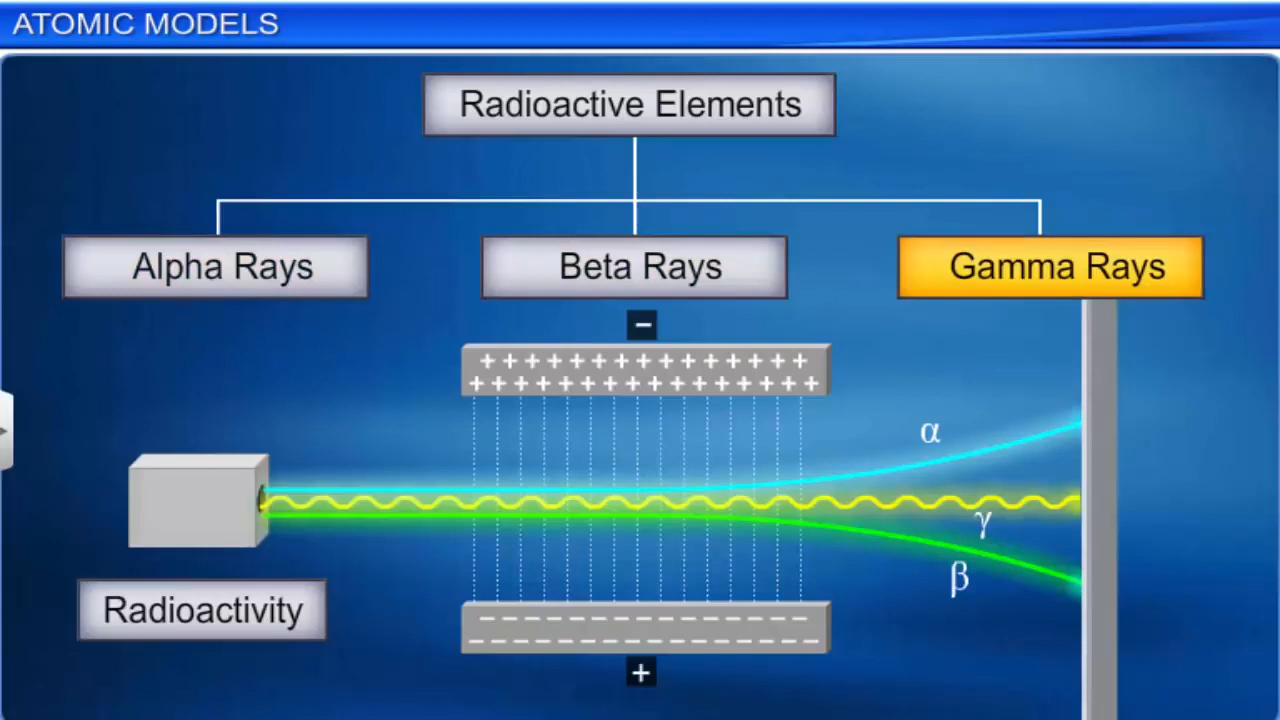 ATOMIC MODELS
Radioactive Elements
Alpha Rays
Beta Rays
Gamma Rays
−
+ + + + + + + + + + + + + + +
+ + + + + + + + + + + + + + + +
α
γ
β
Radioactivity
− − − − − − − − − − − − − − −
− − − − − − − − − − − − − − − −
+